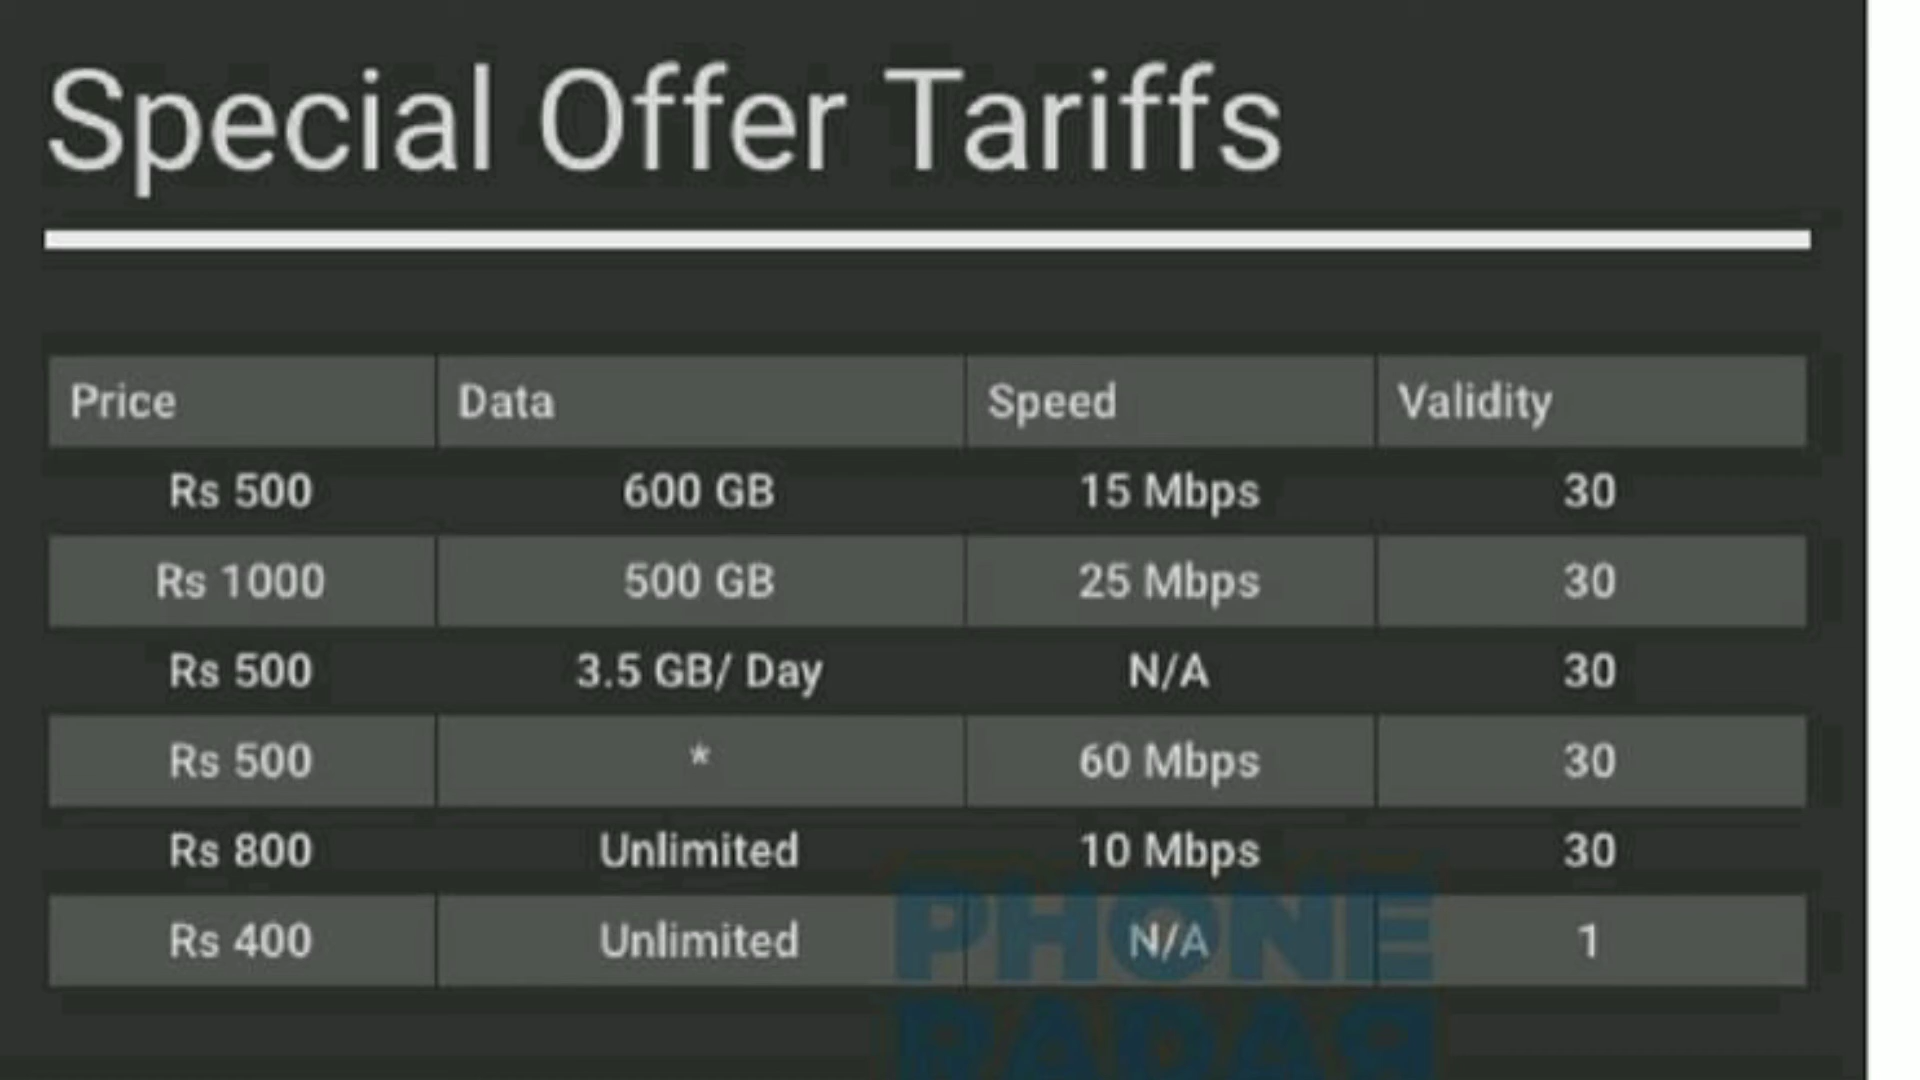 Special Offer Tariffs
Price Data Speed Validity
Rs 500 600 GB 15 Mbps 30
Rs 1000 500 GB 25 Mbps 30
Rs 500 3.5 GB/ Day N/A 30
Rs 500 * 60 Mbps 30
Rs 800 Unlimited 10 Mbps 30
Rs 400 Unlimited N/A 1
PHONE
RADAR